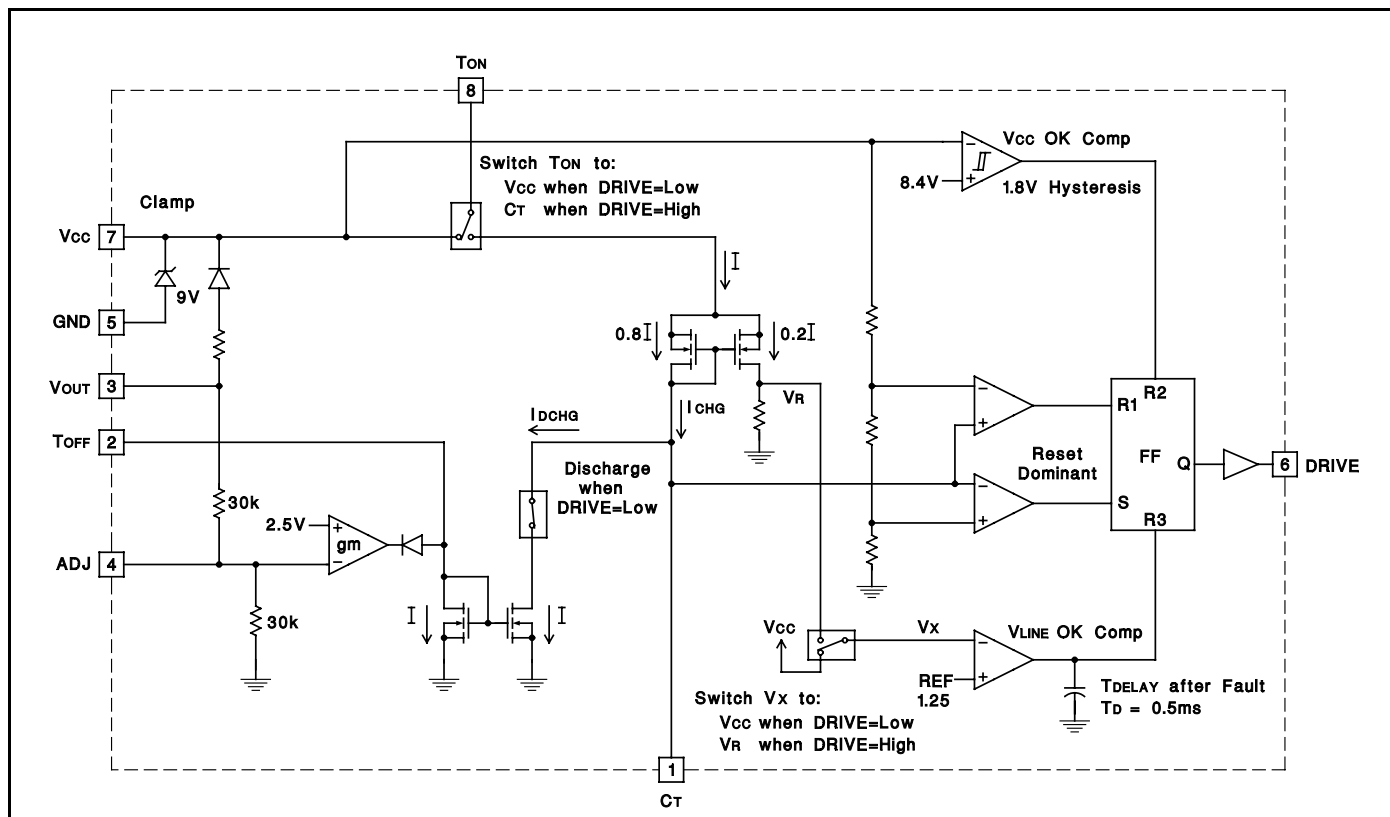 TON
8
Switch TON to:
VCC when DRIVE=Low
CT when DRIVE=High
VCC OK Comp
8.4V
1.8V Hysteresis
Clamp
VCC 7
9V
GND 5
VOUT 3
TOFF 2
ADJ 4
30k
30k
2.5V
gm
+
−
I
I
I
0.8I
0.2I
ICHG
VR
IDCHG
Discharge
when
DRIVE=Low
−
+
−
+
−
+
R1
R2
FF
Q
S
R3
Reset
Dominant
6 DRIVE
VCC
VX
VLINE OK Comp
−
+
REF
1.25
TDELAY after Fault
TD = 0.5ms
Switch VX to:
VCC when DRIVE=Low
VR when DRIVE=High
1
CT